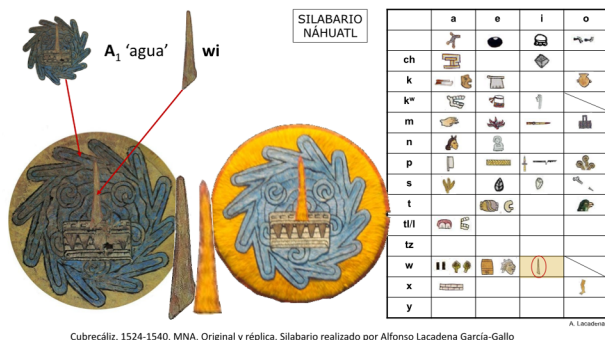 A₁ 'agua'
wi
SILABARIO
NÁHUATL
a e i o
ch
k
kʷ
m
n
p
s
t
tl/l
tz
w
x
y
A. Lacadena
Cubrecáliz, 1524-1540. MNA. Original y réplica. Silabario realizado por Alfonso Lacadena García-Gallo